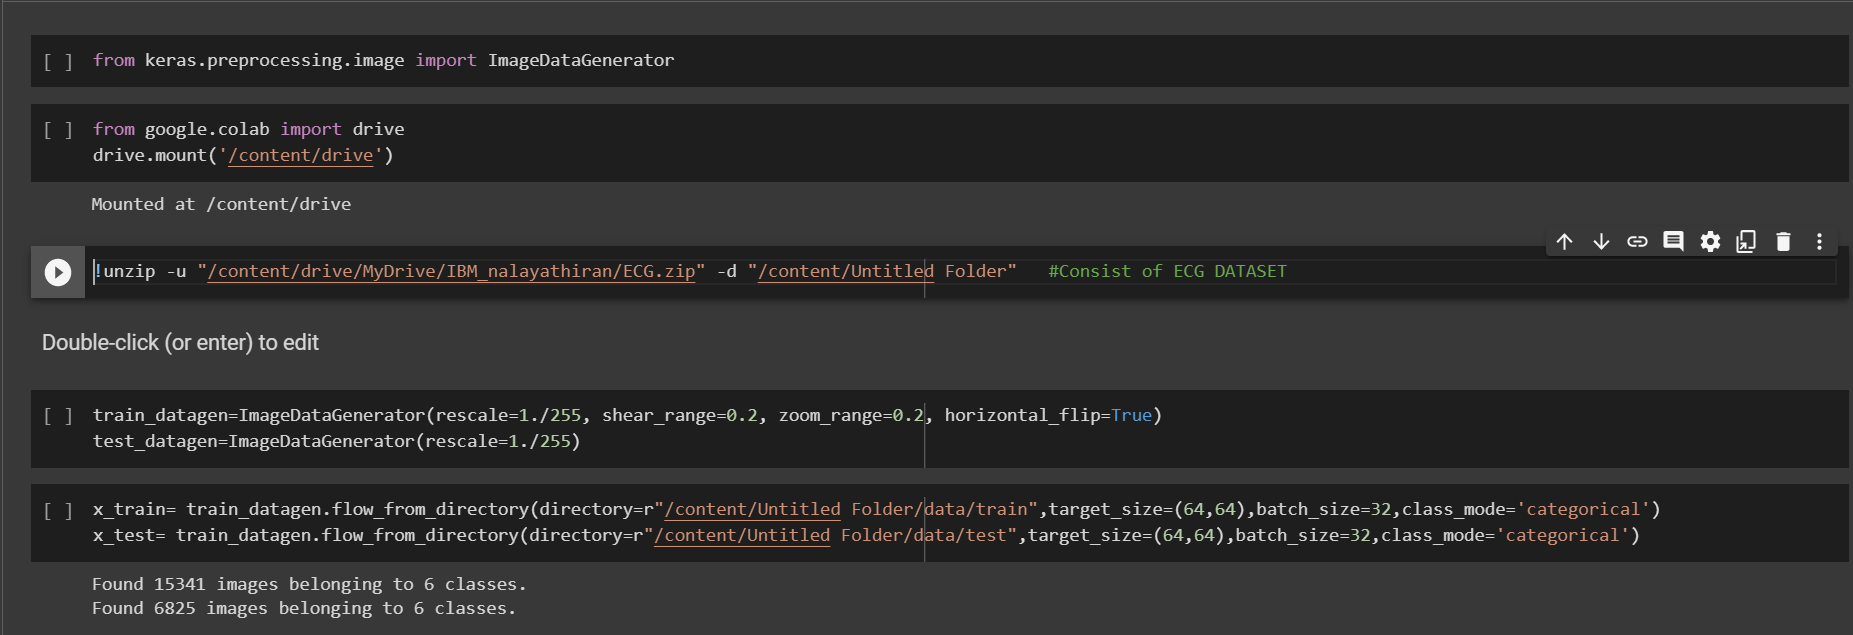 [ ] from keras.preprocessing.image import ImageDataGenerator
[ ] from google.colab import drive
drive.mount('/content/drive')
Mounted at /content/drive
!unzip -u "/content/drive/MyDrive/IBM_nalayathiran/ECG.zip" -d "/content/Untitled Folder"   #Consist of ECG DATASET
Double-click (or enter) to edit
[ ] train_datagen=ImageDataGenerator(rescale=1./255, shear_range=0.2, zoom_range=0.2, horizontal_flip=True)
test_datagen=ImageDataGenerator(rescale=1./255)
[ ] x_train= train_datagen.flow_from_directory(directory=r"/content/Untitled Folder/data/train",target_size=(64,64),batch_size=32,class_mode='categorical')
x_test= train_datagen.flow_from_directory(directory=r"/content/Untitled Folder/data/test",target_size=(64,64),batch_size=32,class_mode='categorical')
Found 15341 images belonging to 6 classes.
Found 6825 images belonging to 6 classes.